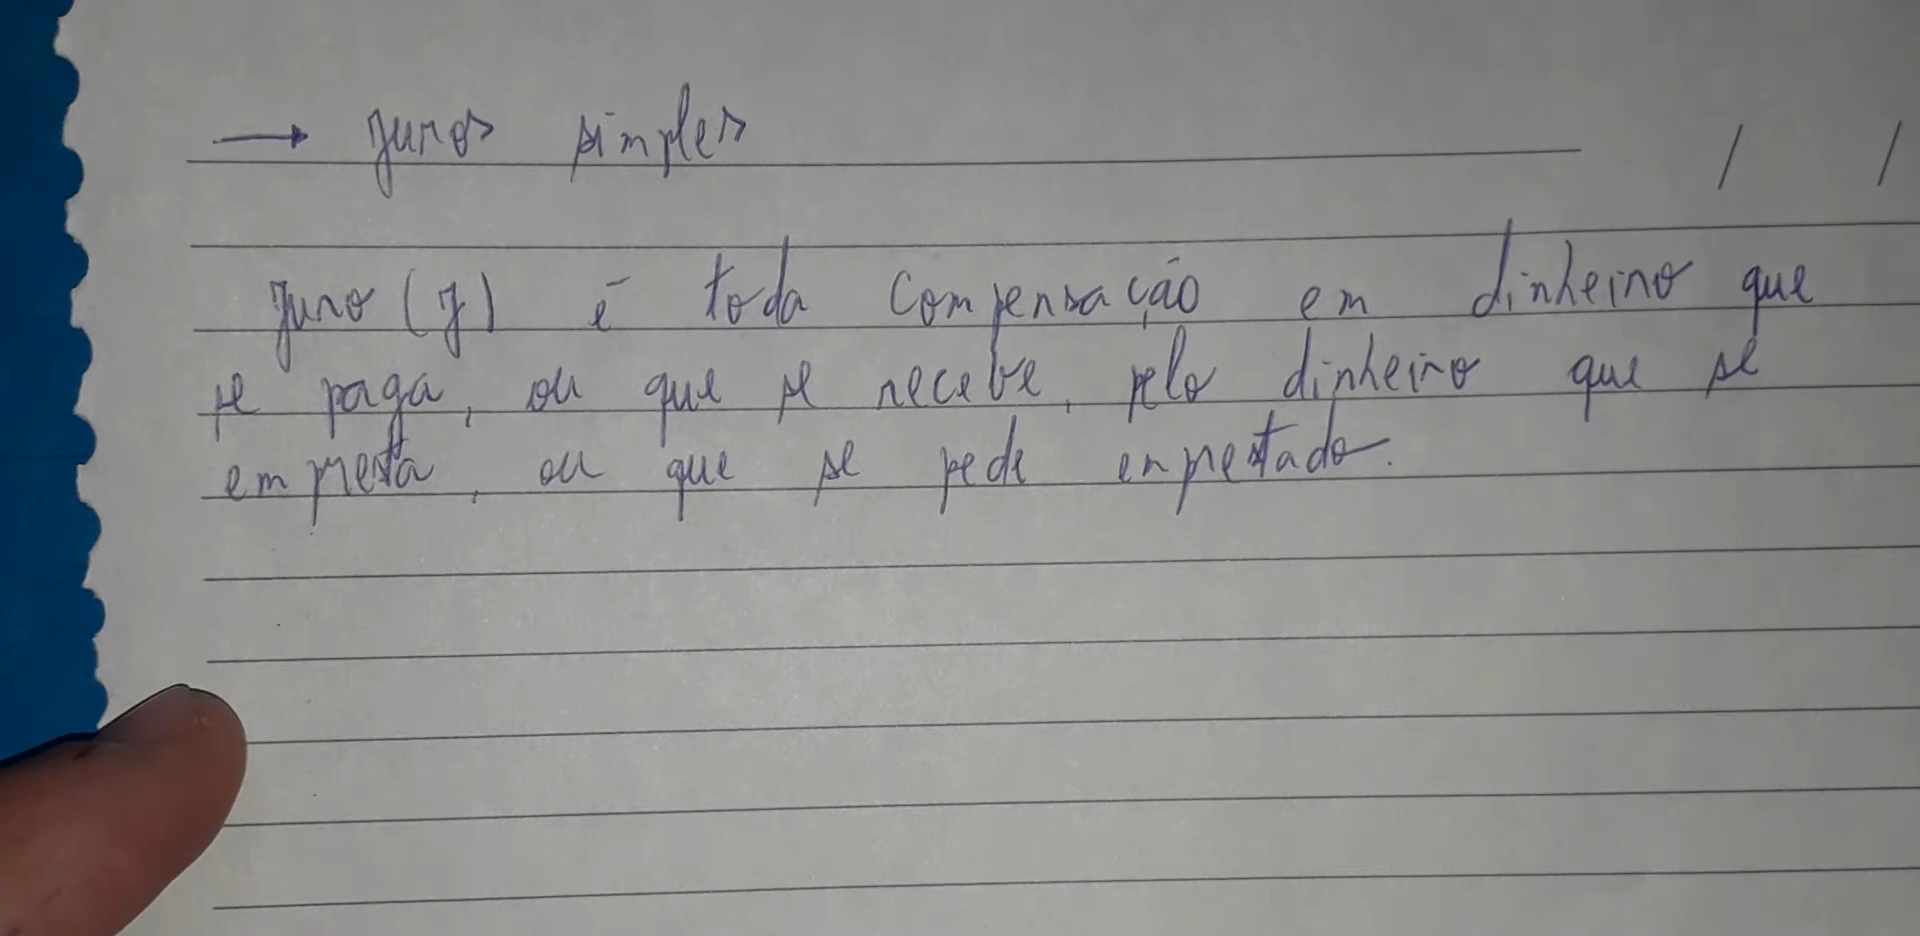 → Juros simples
Juro (J) é toda compensação em dinheiro que
se paga, ou que se recebe, pelo dinheiro que se
empresta, ou que se pede emprestado.